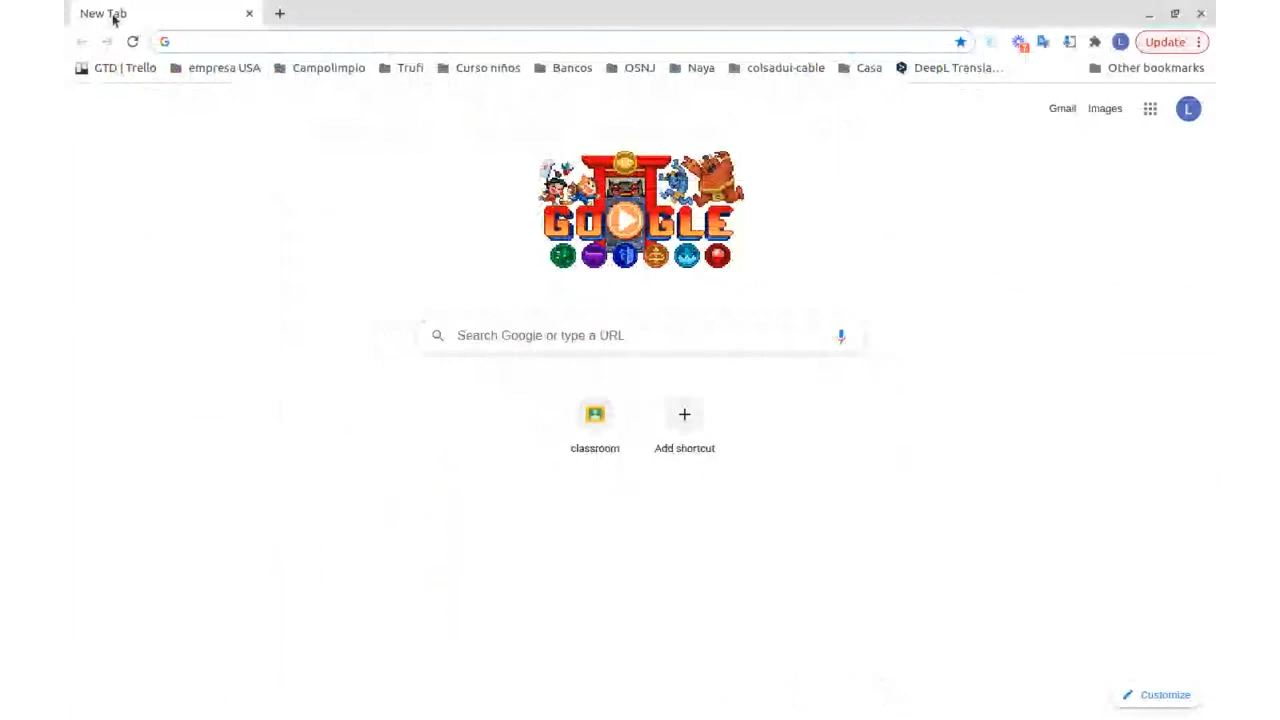 New Tab
Update
GTD | Trello empresa USA Campolimpio Trufi Curso niños Bancos OSNJ Naya colsadui-cable Casa DeepL Transla... Other bookmarks
Gmail Images L
GOOGLE
Search Google or type a URL
classroom Add shortcut
Customize